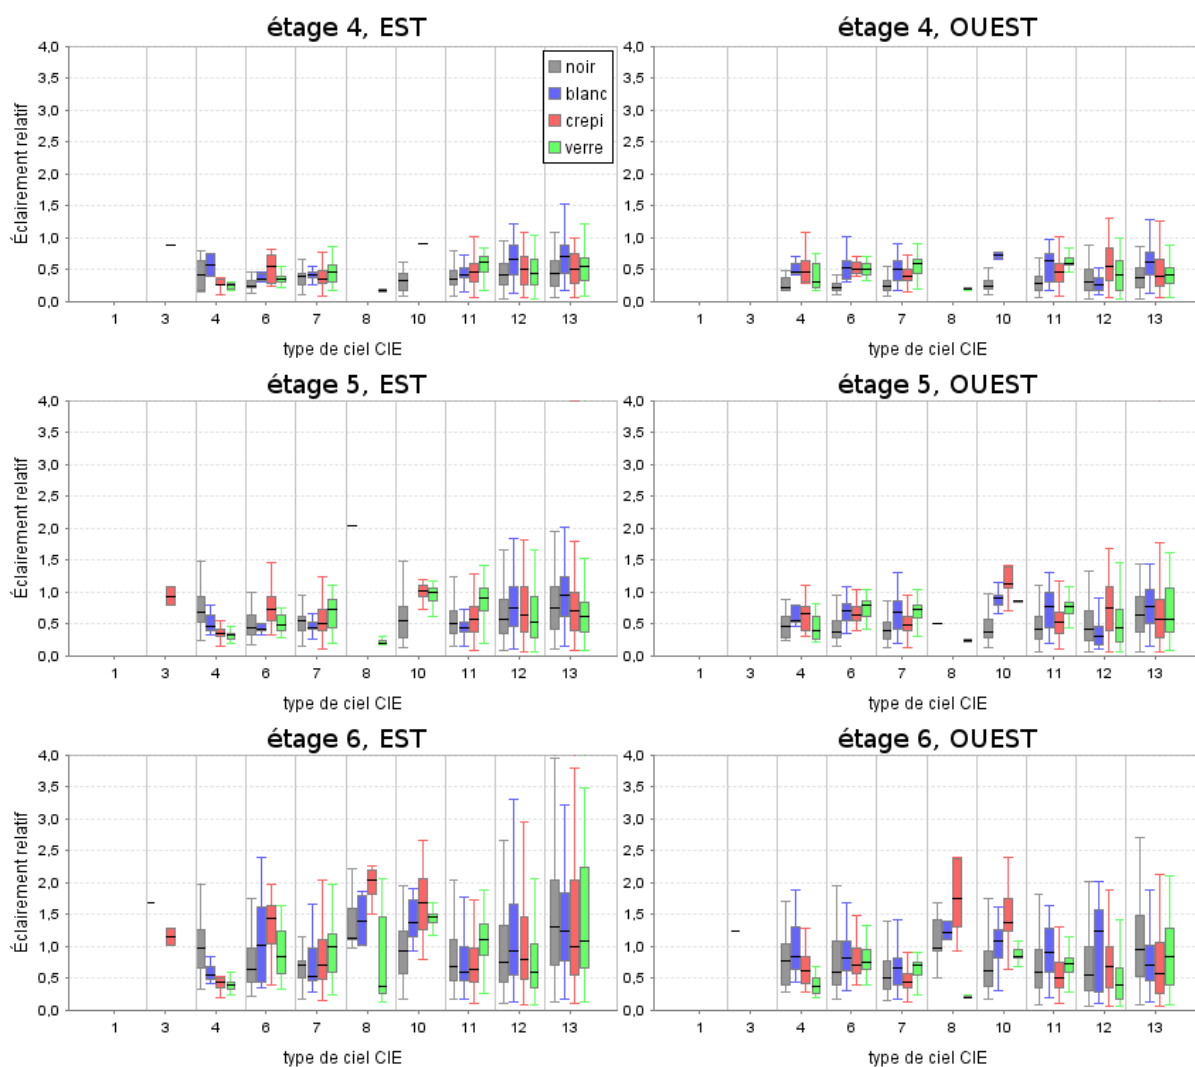 étage 4, EST
étage 4, OUEST
4,0
3,5
3,0
2,5
2,0
1,5
1,0
0,5
0,0
Éclairement relatif
noir
blanc
crepi
verre
1 3 4 6 7 8 10 11 12 13
type de ciel CIE
4,0
3,5
3,0
2,5
2,0
1,5
1,0
0,5
0,0
1 3 4 6 7 8 10 11 12 13
type de ciel CIE
étage 5, EST
étage 5, OUEST
4,0
3,5
3,0
2,5
2,0
1,5
1,0
0,5
0,0
Éclairement relatif
1 3 4 6 7 8 10 11 12 13
type de ciel CIE
4,0
3,5
3,0
2,5
2,0
1,5
1,0
0,5
0,0
1 3 4 6 7 8 10 11 12 13
type de ciel CIE
étage 6, EST
étage 6, OUEST
4,0
3,5
3,0
2,5
2,0
1,5
1,0
0,5
0,0
Éclairement relatif
1 3 4 6 7 8 10 11 12 13
type de ciel CIE
4,0
3,5
3,0
2,5
2,0
1,5
1,0
0,5
0,0
1 3 4 6 7 8 10 11 12 13
type de ciel CIE